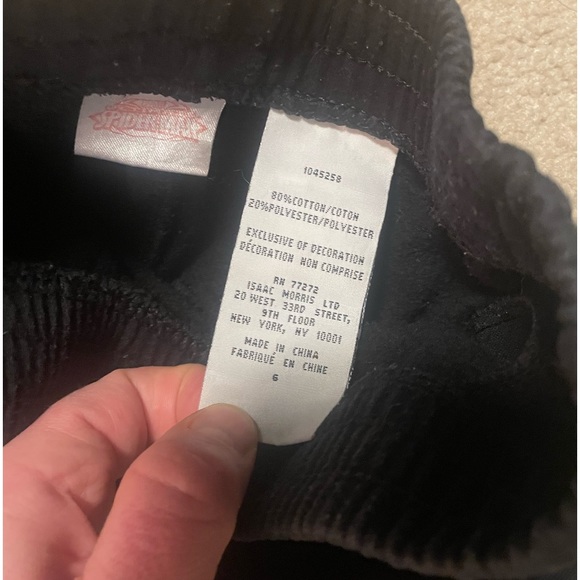 SPIDER-MAN
1045258
80%COTTON/COTON
20%POLYESTER/POLYESTER
EXCLUSIVE OF DECORATION
DÉCORATION NON COMPRISE
RN 77272
ISAAC MORRIS LTD
20 WEST 33RD STREET,
9TH FLOOR
NEW YORK, NY 10001
MADE IN CHINA
FABRIQUÉ EN CHINE
6